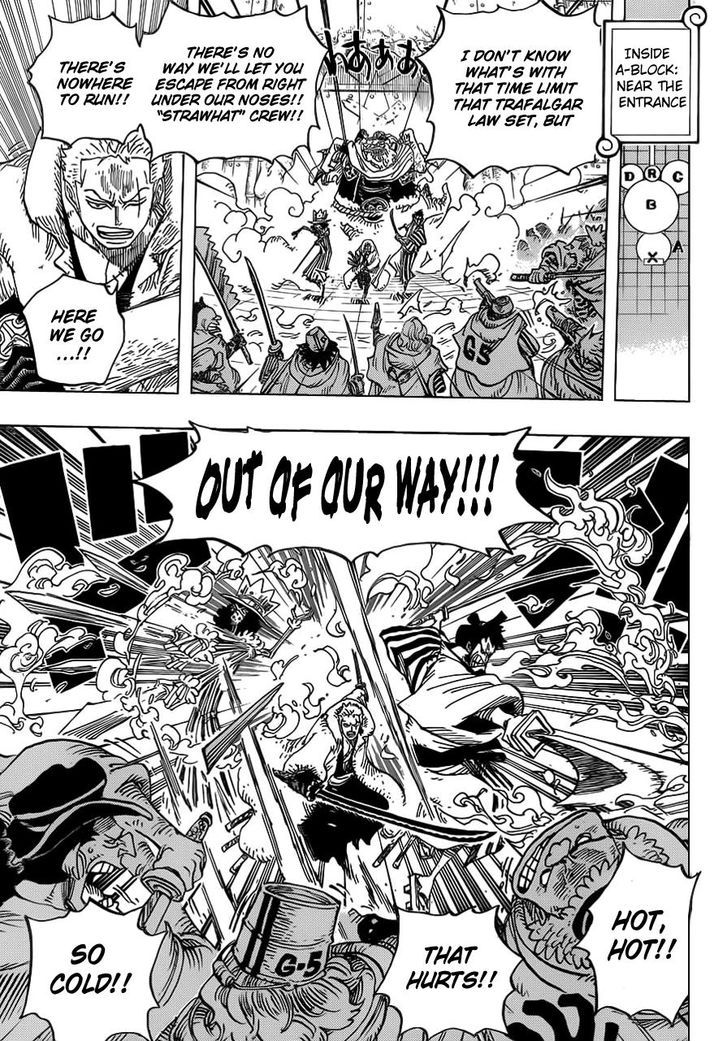 INSIDE
A-BLOCK:
NEAR THE
ENTRANCE
D R C
B
A
X
I DON'T KNOW
WHAT'S WITH
THAT TIME LIMIT
THAT TRAFALGAR
LAW SET, BUT
THERE'S NO
WAY WE'LL LET YOU
ESCAPE FROM RIGHT
UNDER OUR NOSES!!
"STRAWHAT" CREW!!
THERE'S
NOWHERE
TO RUN!!
G5
HERE
WE GO
...!!
OUT OF OUR WAY!!!
HOT,
HOT!!
THAT
HURTS!!
G-5
SO
COLD!!